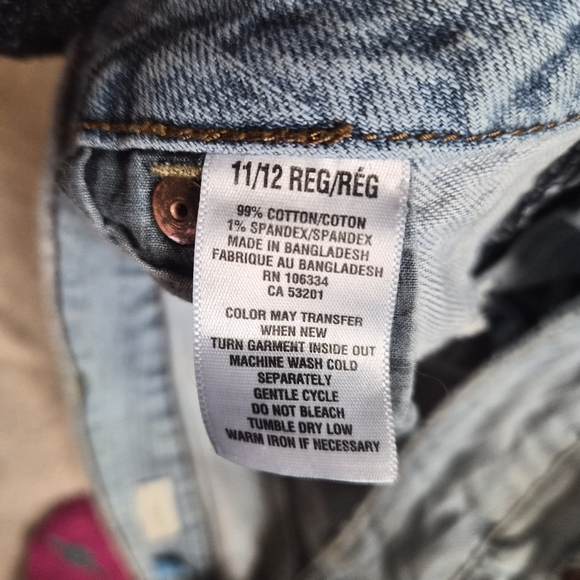 11/12 REG/RÉG
99% COTTON/COTON
1% SPANDEX/SPANDEX
MADE IN BANGLADESH
FABRIQUE AU BANGLADESH
RN 106334
CA 53201
COLOR MAY TRANSFER
WHEN NEW
TURN GARMENT INSIDE OUT
MACHINE WASH COLD
SEPARATELY
GENTLE CYCLE
DO NOT BLEACH
TUMBLE DRY LOW
WARM IRON IF NECESSARY